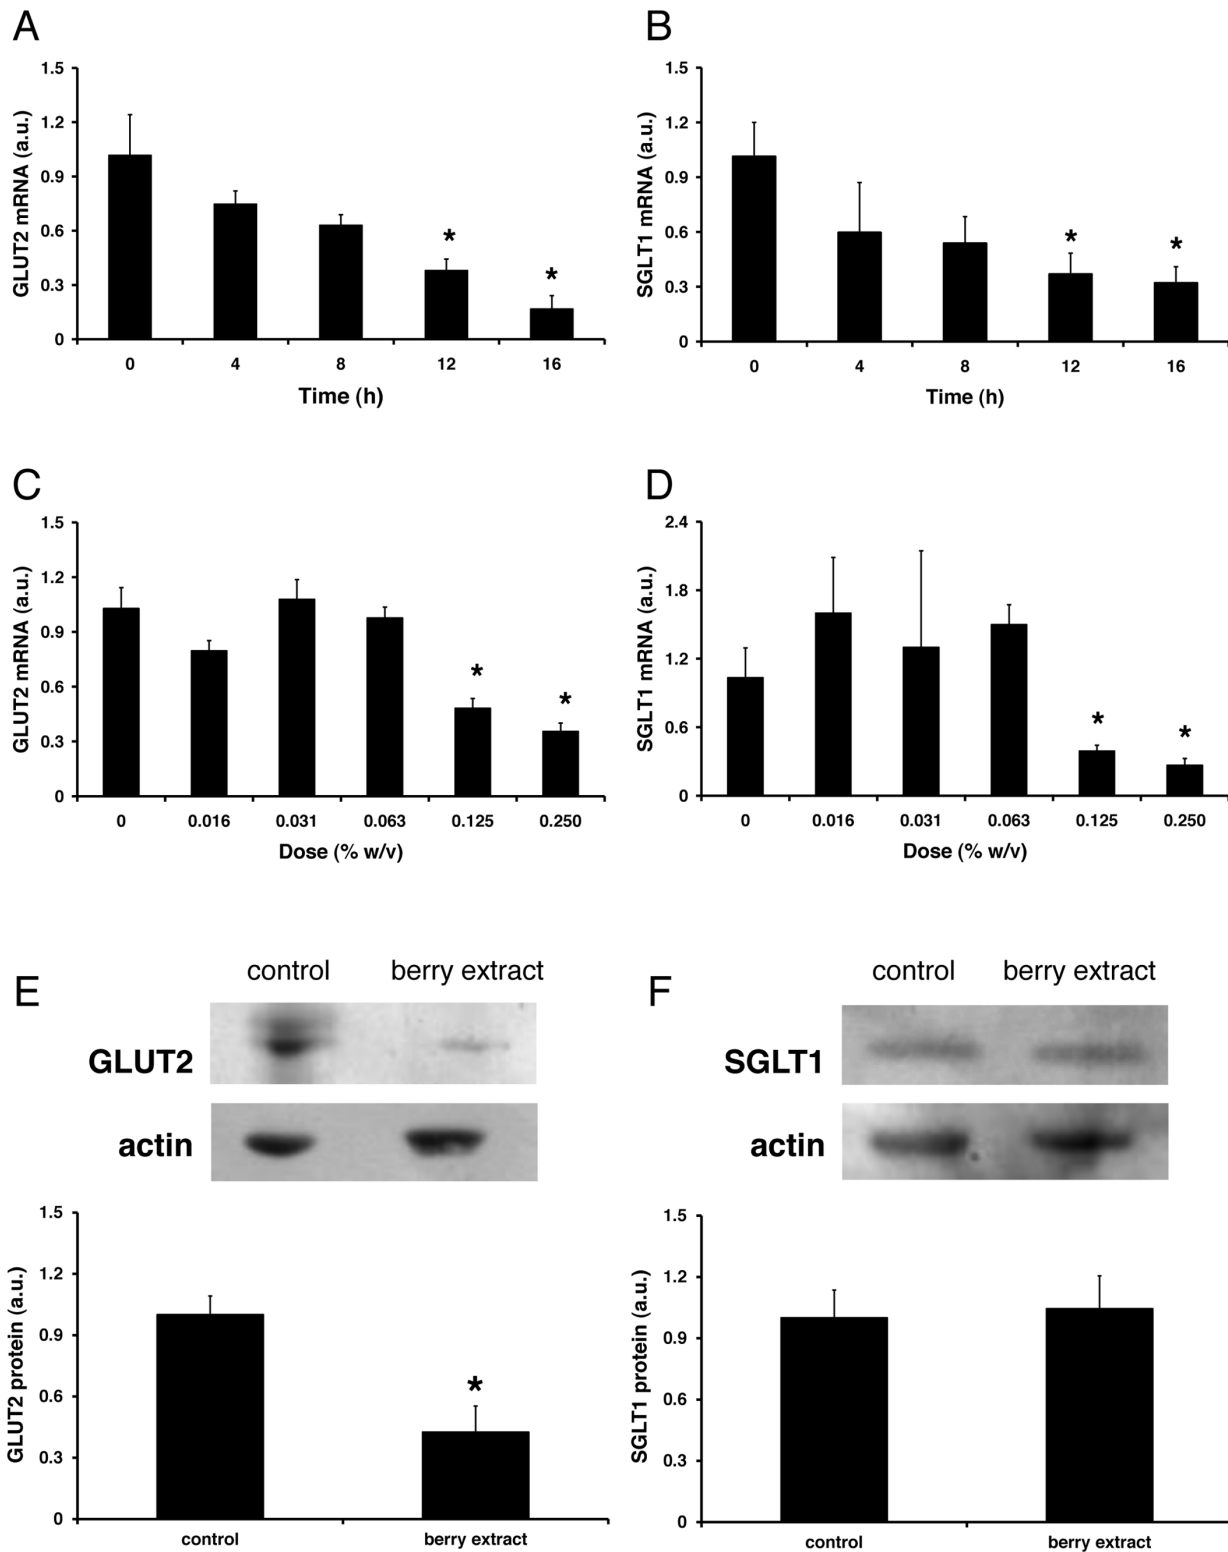 A
GLUT2 mRNA (a.u.)
1.5
1.2
0.9
0.6
0.3
0
*
*
0 4 8 12 16
Time (h)
B
SGLT1 mRNA (a.u.)
1.5
1.2
0.9
0.6
0.3
0
*
*
0 4 8 12 16
Time (h)
C
GLUT2 mRNA (a.u.)
1.5
1.2
0.9
0.6
0.3
0
*
*
0 0.016 0.031 0.063 0.125 0.250
Dose (% w/v)
D
SGLT1 mRNA (a.u.)
2.4
1.8
1.2
0.6
0
*
*
0 0.016 0.031 0.063 0.125 0.250
Dose (% w/v)
E
control berry extract
GLUT2
actin
GLUT2 protein (a.u.)
1.5
1.2
0.9
0.6
0.3
0
*
control berry extract
F
control berry extract
SGLT1
actin
SGLT1 protein (a.u.)
1.5
1.2
0.9
0.6
0.3
0
control berry extract